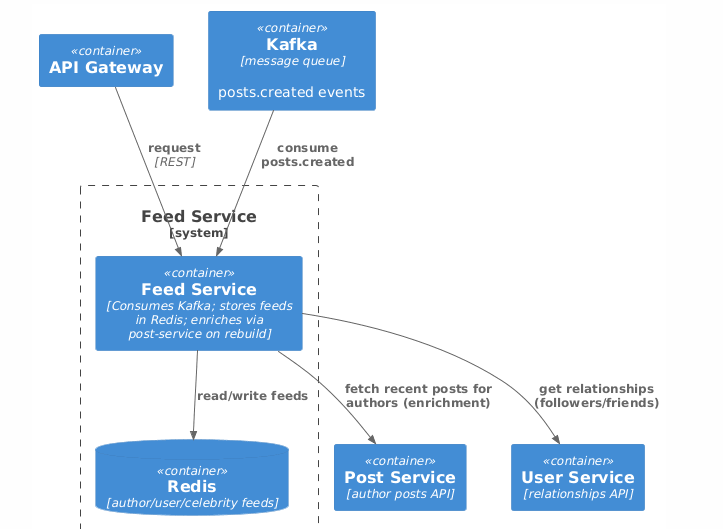 «container»
API Gateway
«container»
Kafka
[message queue]
posts.created events
request
[REST]
consume
posts.created
Feed Service
[system]
«container»
Feed Service
[Consumes Kafka; stores feeds
in Redis; enriches via
post-service on rebuild]
read/write feeds
fetch recent posts for
authors (enrichment)
get relationships
(followers/friends)
«container»
Redis
[author/user/celebrity feeds]
«container»
Post Service
[author posts API]
«container»
User Service
[relationships API]